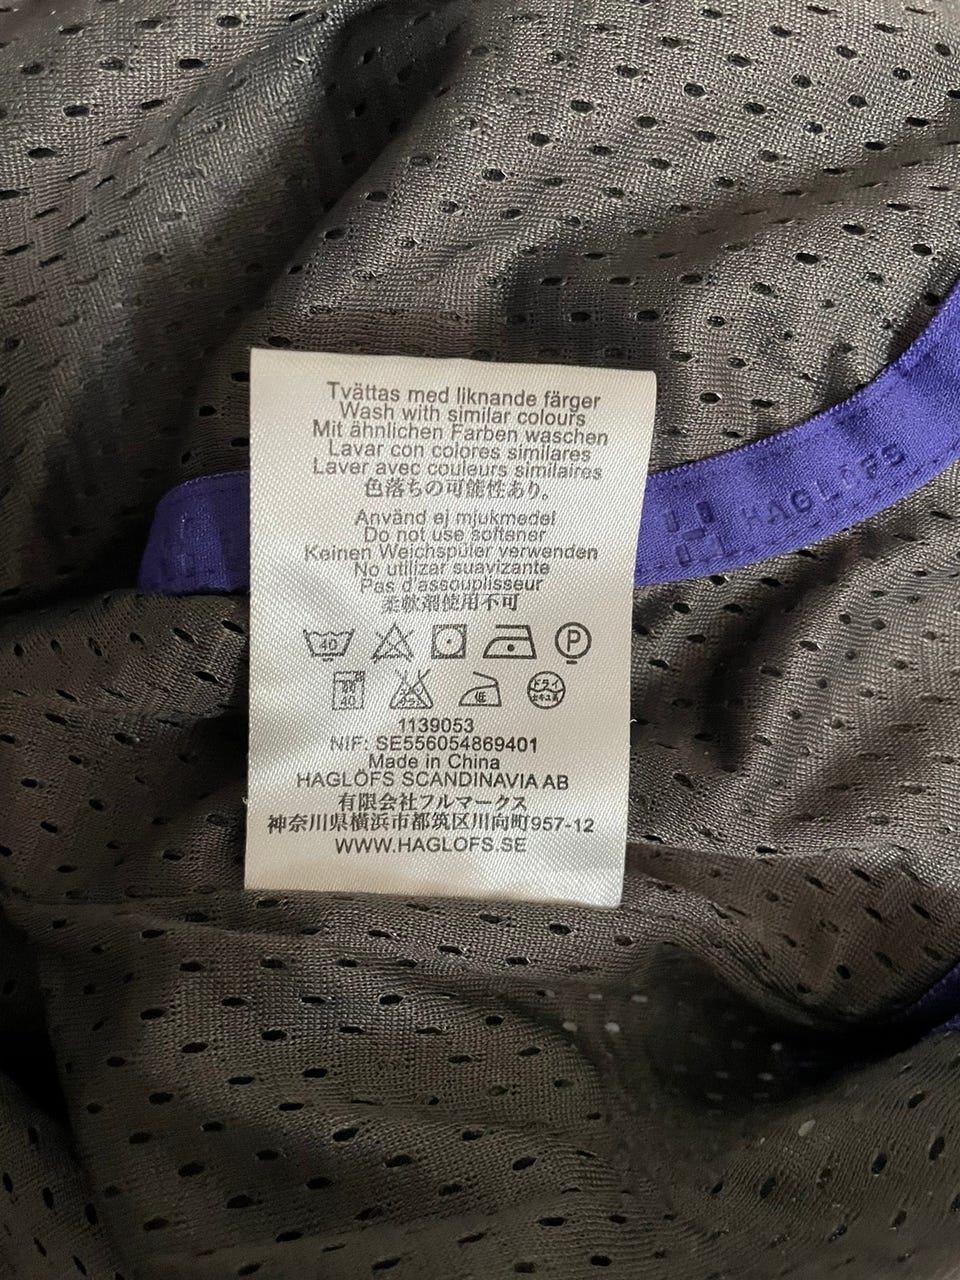 Tvättas med liknande färger
Wash with similar colours
Mit ähnlichen Farben waschen
Lavar con colores similares
Laver avec couleurs similaires
色落ちの可能性あり。
Använd ej mjukmedel
Do not use softener
Keinen Weichspüler verwenden
No utilizar suavizante
Pas d'assouplisseur
柔軟剤使用不可
40 P
40 低 ドライ
1139053
NIF: SE556054869401
Made in China
HAGLÖFS SCANDINAVIA AB
有限会社フルマークス
神奈川県横浜市都筑区川向町957-12
WWW.HAGLOFS.SE
HAGLÖFS